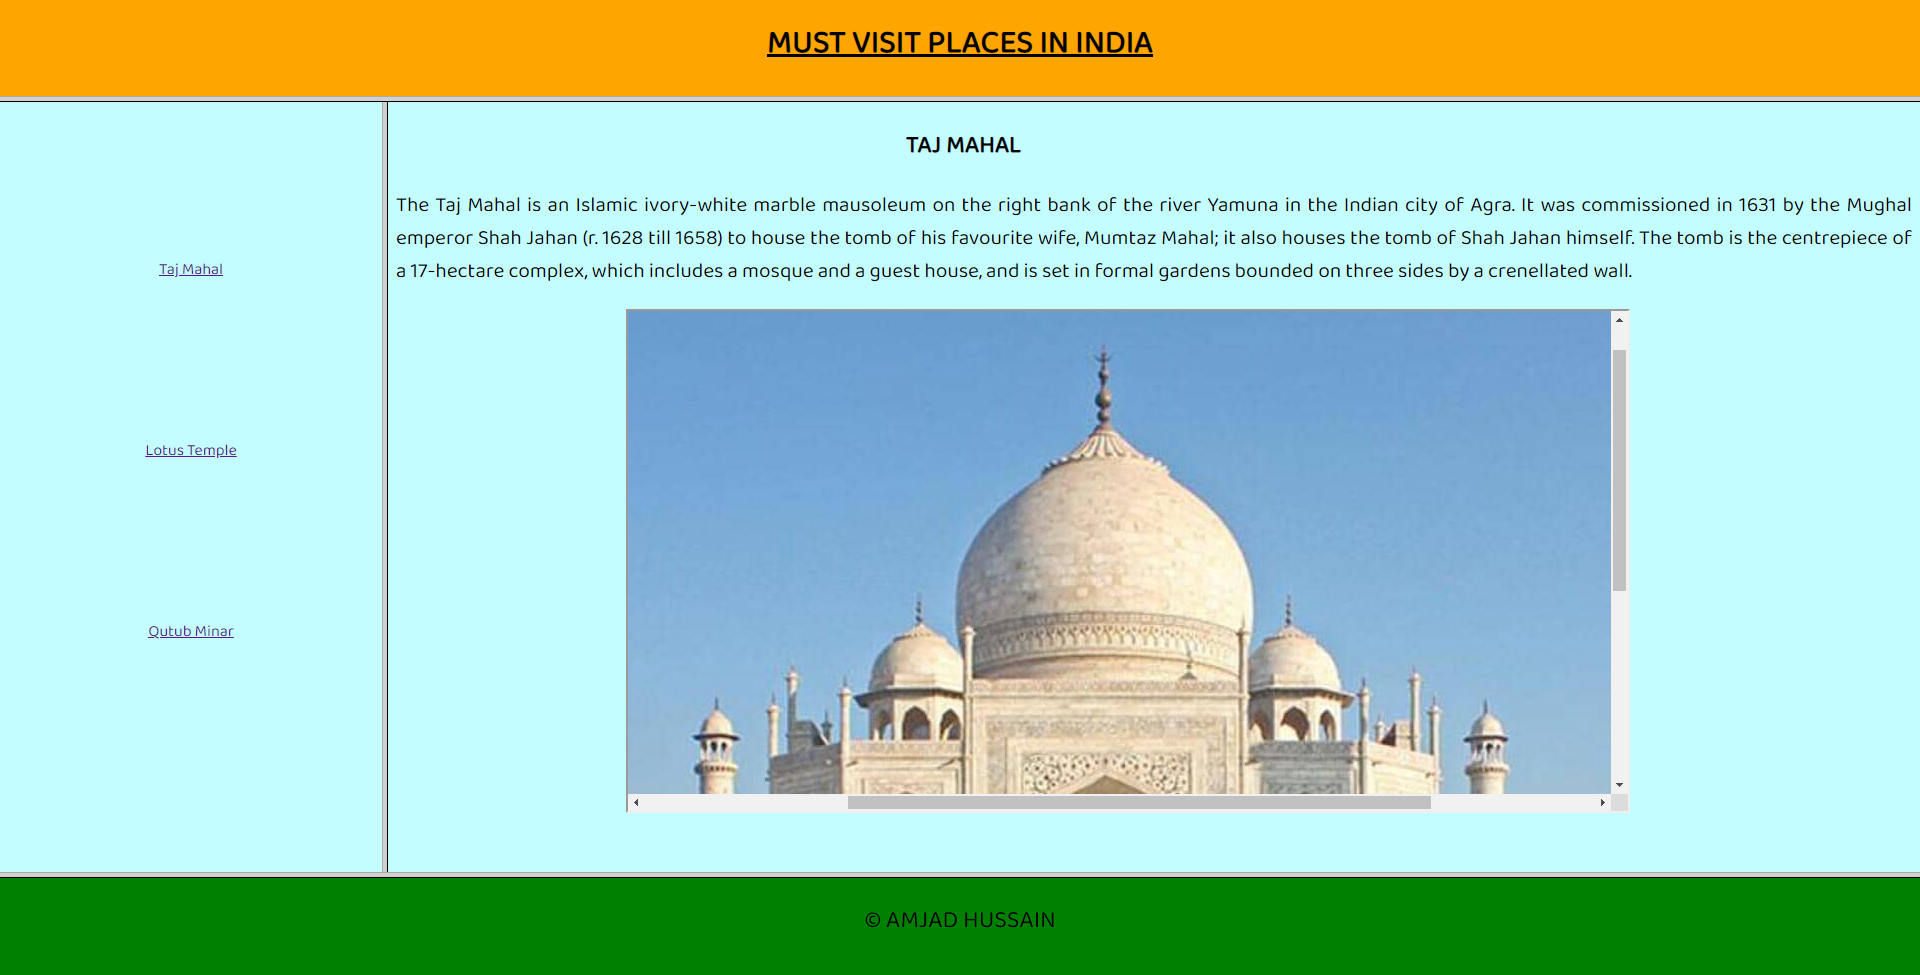 MUST VISIT PLACES IN INDIA
Taj Mahal
Lotus Temple
Qutub Minar
TAJ MAHAL
The Taj Mahal is an Islamic ivory-white marble mausoleum on the right bank of the river Yamuna in the Indian city of Agra. It was commissioned in 1631 by the Mughal
emperor Shah Jahan (r. 1628 till 1658) to house the tomb of his favourite wife, Mumtaz Mahal; it also houses the tomb of Shah Jahan himself. The tomb is the centrepiece of
a 17-hectare complex, which includes a mosque and a guest house, and is set in formal gardens bounded on three sides by a crenellated wall.
© AMJAD HUSSAIN